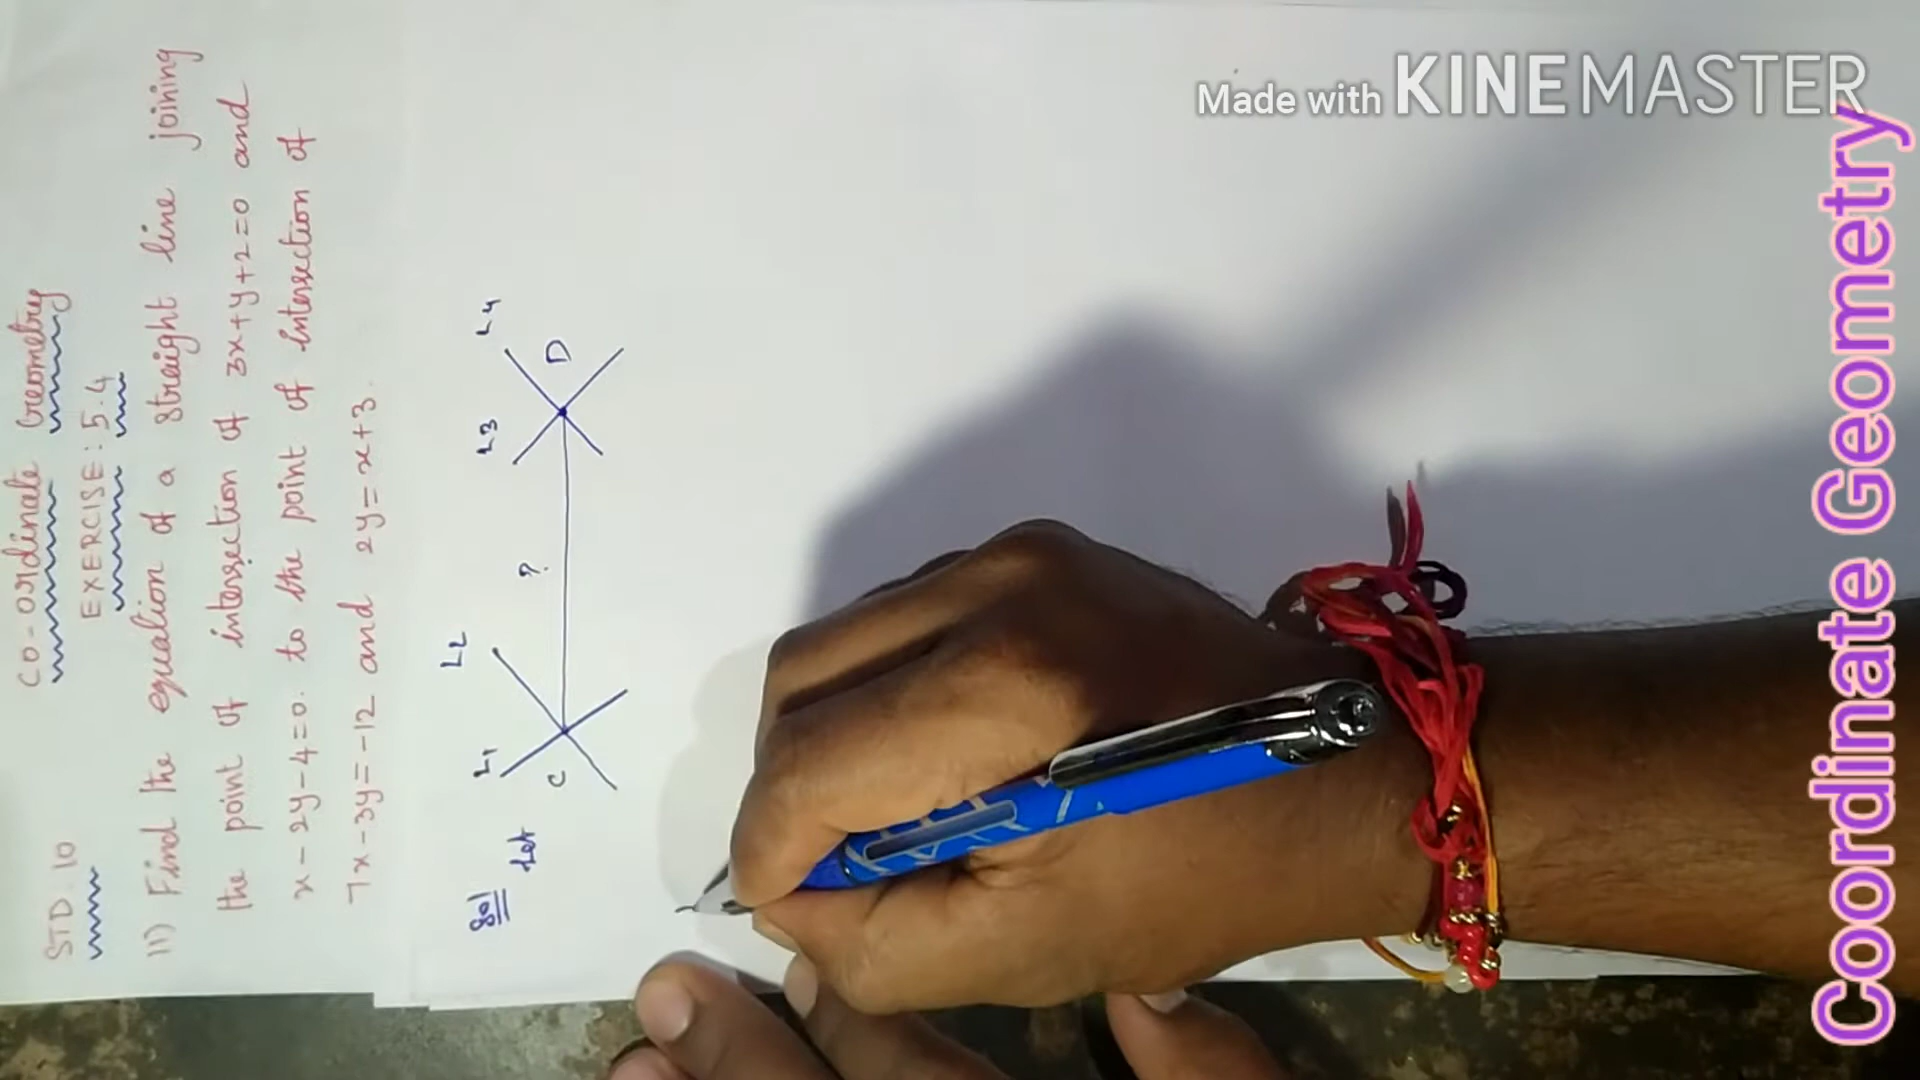 CO-ordinate Geometry
STD. 10
EXERCISE: 5.4
11) Find the equation of a straight line joining
the point of intersection of 3x+y+2=0 and
x-2y-4=0. to the point of intersection of
7x-3y=-12 and 2y=x+3.
Sol
Let
L1
L2
L3
L4
C
?
D
Made with KINEMASTER
Coordinate Geometry